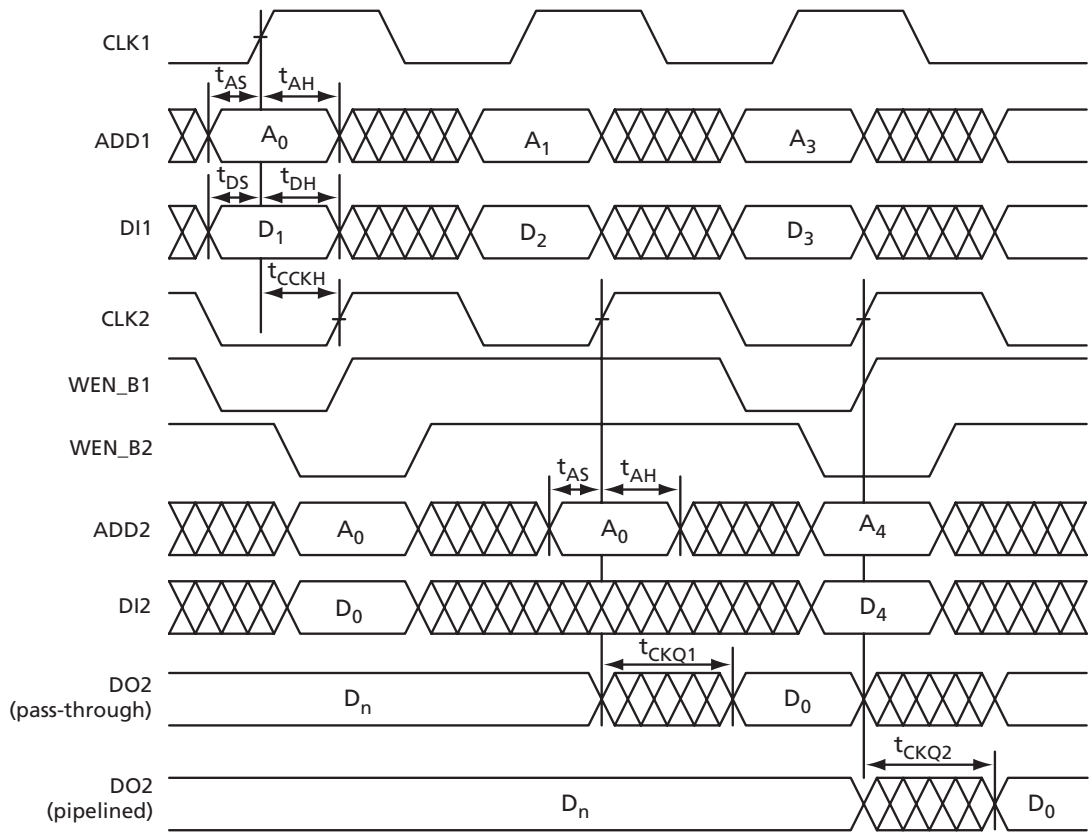 CLK1
t_AS t_AH
ADD1 A_0 A_1 A_3
t_DS t_DH
DI1 D_1 D_2 D_3
t_CCKH
CLK2
WEN_B1
WEN_B2
t_AS t_AH
ADD2 A_0 A_0 A_4
DI2 D_0 D_4
t_CKQ1
DO2
(pass-through) D_n D_0
t_CKQ2
DO2
(pipelined) D_n D_0